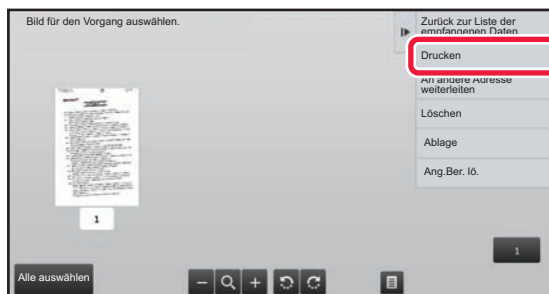 Bild für den Vorgang auswählen.
Zurück zur Liste der
empfangenen Daten
Drucken
An andere Adresse
weiterleiten
Löschen
Ablage
Ang.Ber. lö.
1
1
Alle auswählen